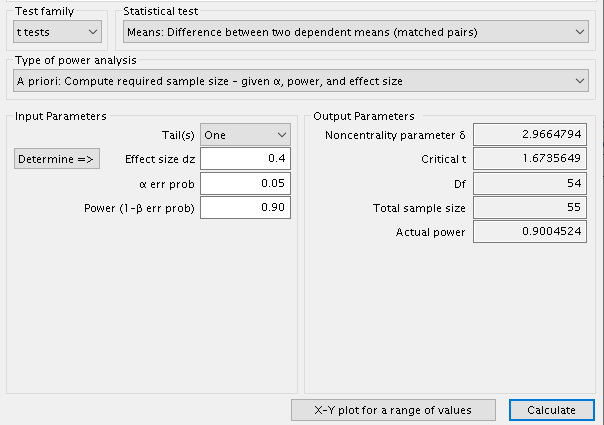 Test family
Statistical test
t tests
Means: Difference between two dependent means (matched pairs)
Type of power analysis
A priori: Compute required sample size - given α, power, and effect size
Input Parameters
Output Parameters
Tail(s) One
Noncentrality parameter δ 2.9664794
Determine => Effect size dz 0.4
Critical t 1.6735649
α err prob 0.05
Df 54
Power (1-β err prob) 0.90
Total sample size 55
Actual power 0.9004524
X-Y plot for a range of values
Calculate